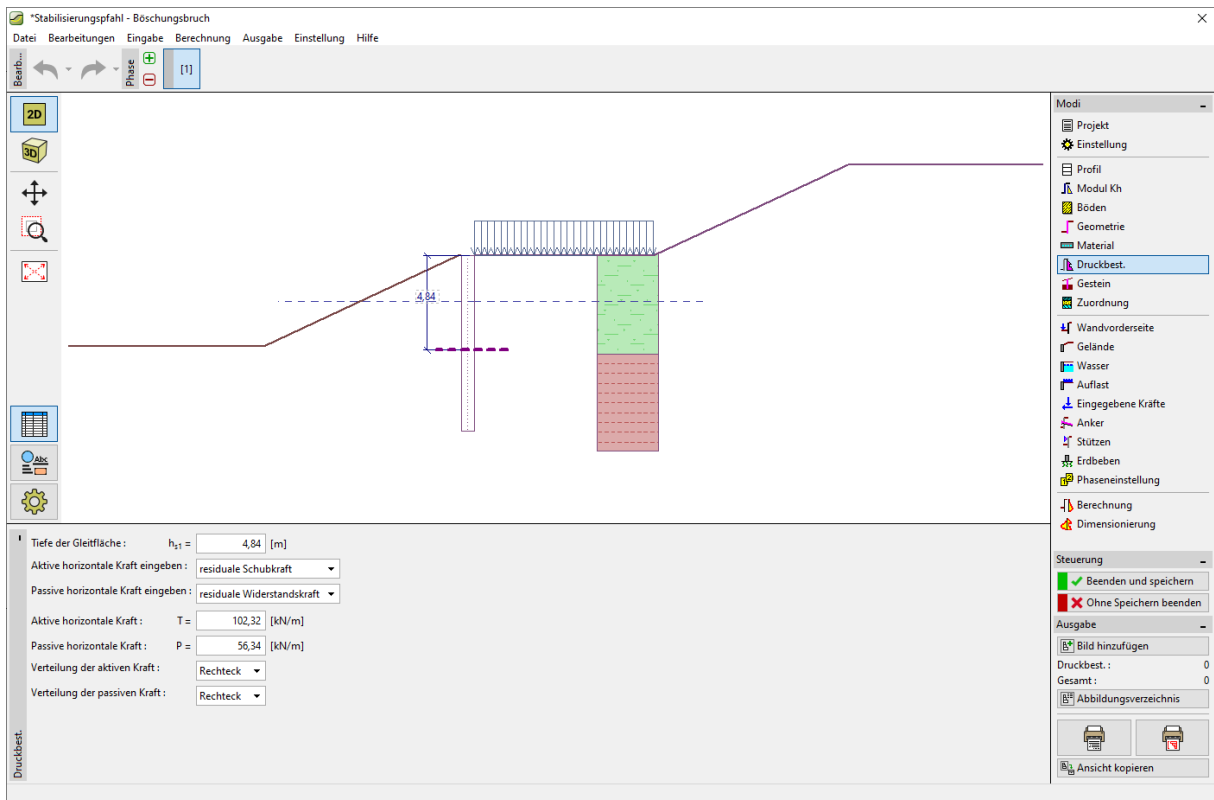 *Stabilisierungspfahl - Böschungsbruch
Datei Bearbeitungen Eingabe Berechnung Ausgabe Einstellung Hilfe
Bearb...
Phase
[1]
2D
3D
Abc
4,84
Modi
Projekt
Einstellung
Profil
Modul Kh
Böden
Geometrie
Material
Druckbest.
Gestein
Zuordnung
Wandvorderseite
Gelände
Wasser
Auflast
Eingegebene Kräfte
Anker
Stützen
Erdbeben
Phaseneinstellung
Berechnung
Dimensionierung
Steuerung
Beenden und speichern
Ohne Speichern beenden
Ausgabe
Bild hinzufügen
Druckbest. : 0
Gesamt : 0
Abbildungsverzeichnis
Ansicht kopieren
Druckbest.
Tiefe der Gleitfläche : hs1 = 4,84 [m]
Aktive horizontale Kraft eingeben : residuale Schubkraft
Passive horizontale Kraft eingeben : residuale Widerstandskraft
Aktive horizontale Kraft : T = 102,32 [kN/m]
Passive horizontale Kraft : P = 56,34 [kN/m]
Verteilung der aktiven Kraft : Rechteck
Verteilung der passiven Kraft : Rechteck